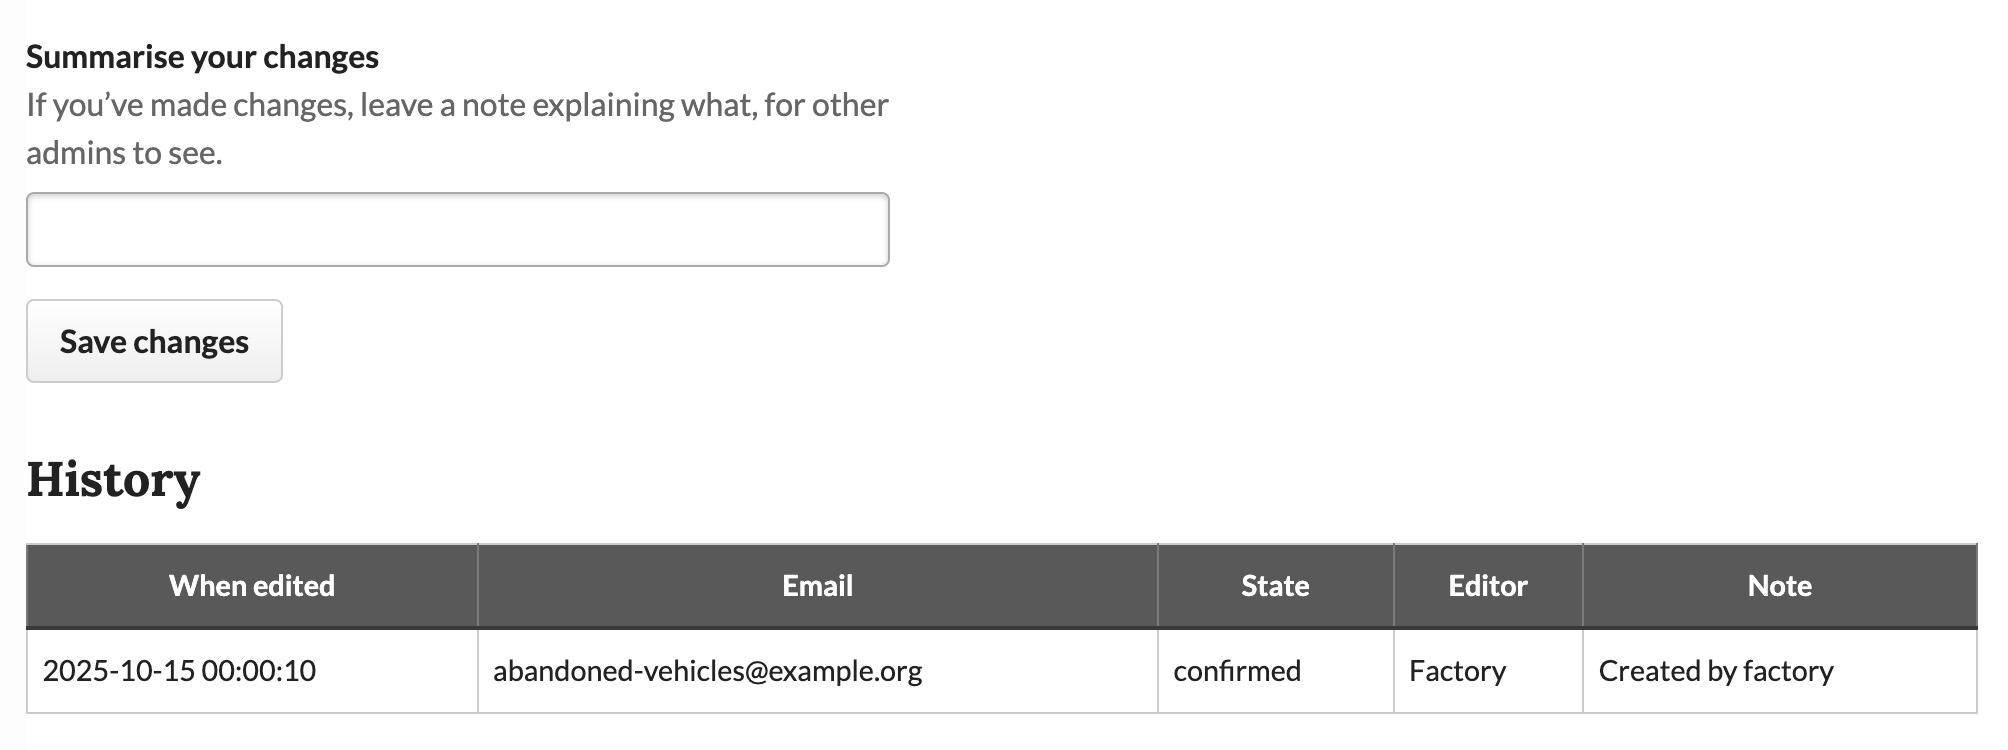 Summarise your changes
If you’ve made changes, leave a note explaining what, for other
admins to see.
Save changes
History
When edited Email State Editor Note
2025-10-15 00:00:10 abandoned-vehicles@example.org confirmed Factory Created by factory